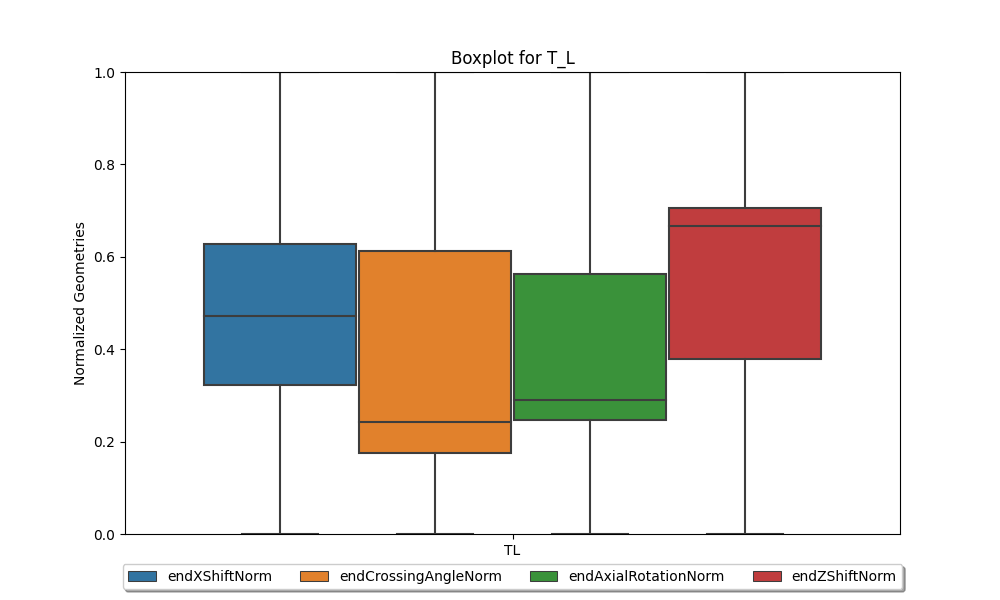 Boxplot for T_L
1.0
0.8
0.6
0.4
0.2
0.0
Normalized Geometries
TL
endXShiftNorm endCrossingAngleNorm endAxialRotationNorm endZShiftNorm